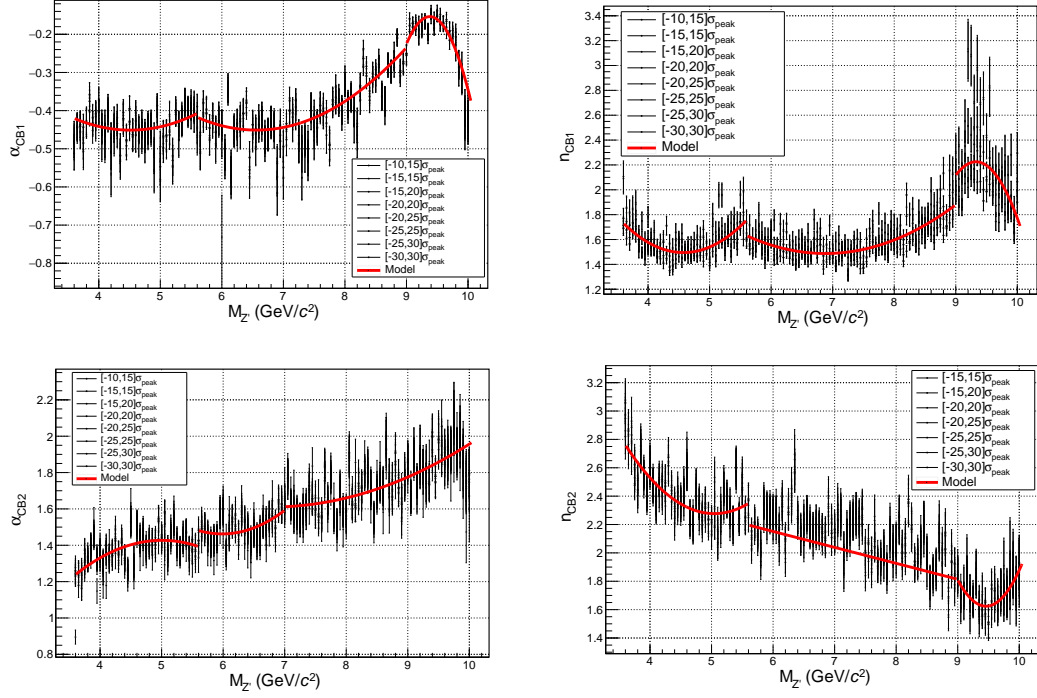 −0.2
−0.3
−0.4
−0.5
−0.6
−0.7
−0.8
α_CB1
[-10,15]σ_peak
[-15,15]σ_peak
[-15,20]σ_peak
[-20,20]σ_peak
[-20,25]σ_peak
[-25,25]σ_peak
[-25,30]σ_peak
[-30,30]σ_peak
Model
4 5 6 7 8 9 10
M_Z' (GeV/c²)
3.4
3.2
3
2.8
2.6
2.4
2.2
2
1.8
1.6
1.4
1.2
n_CB1
[-10,15]σ_peak
[-15,15]σ_peak
[-15,20]σ_peak
[-20,20]σ_peak
[-20,25]σ_peak
[-25,25]σ_peak
[-25,30]σ_peak
[-30,30]σ_peak
Model
4 5 6 7 8 9 10
M_Z' (GeV/c²)
2.2
2
1.8
1.6
1.4
1.2
1
0.8
α_CB2
[-10,15]σ_peak
[-15,15]σ_peak
[-15,20]σ_peak
[-20,20]σ_peak
[-20,25]σ_peak
[-25,25]σ_peak
[-25,30]σ_peak
[-30,30]σ_peak
Model
4 5 6 7 8 9 10
M_Z' (GeV/c²)
3.2
3
2.8
2.6
2.4
2.2
2
1.8
1.6
1.4
n_CB2
[-15,15]σ_peak
[-15,20]σ_peak
[-20,20]σ_peak
[-20,25]σ_peak
[-25,25]σ_peak
[-25,30]σ_peak
[-30,30]σ_peak
Model
4 5 6 7 8 9 10
M_Z' (GeV/c²)